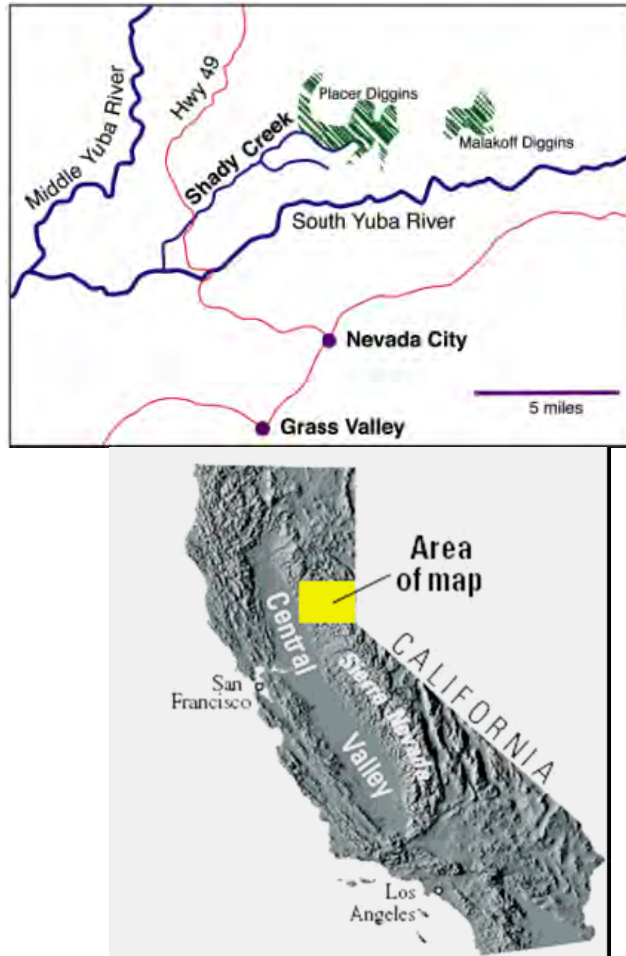 Middle Yuba River
Hwy 49
Shady Creek
Placer Diggins
Malakoff Diggins
South Yuba River
Nevada City
5 miles
Grass Valley
Area
of map
Central
Valley
Sierra Nevada
CALIFORNIA
San
Francisco
Los
Angeles